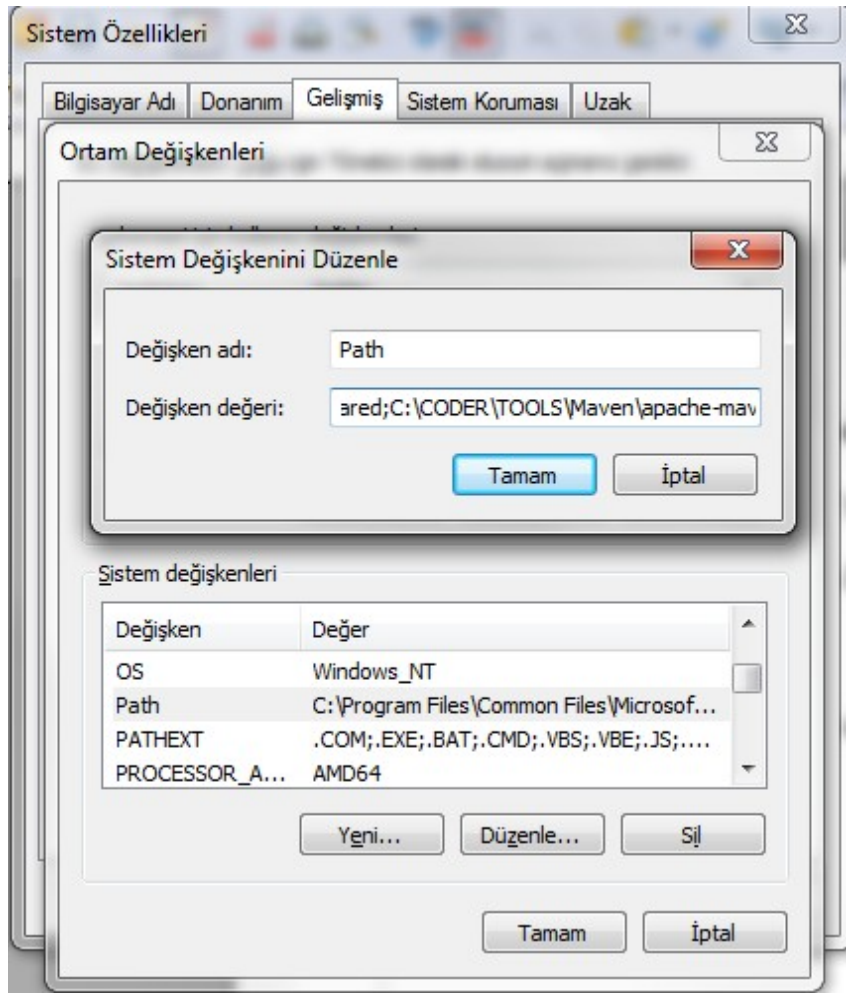 Sistem Özellikleri
Bilgisayar Adı Donanım Gelişmiş Sistem Koruması Uzak
Ortam Değişkenleri
Sistem Değişkenini Düzenle
Değişken adı: Path
Değişken değeri: ared;C:\CODER\TOOLS\Maven\apache-mav
Tamam İptal
Sistem değişkenleri
Değişken Değer
OS Windows_NT
Path C:\Program Files\Common Files\Microsof...
PATHEXT .COM;.EXE;.BAT;.CMD;.VBS;.VBE;.JS;....
PROCESSOR_A... AMD64
Yeni... Düzenle... Sil
Tamam İptal